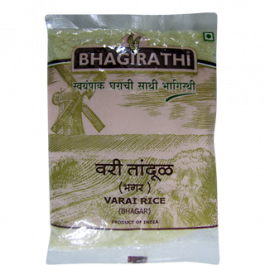 BHAGIRATHI
स्वयंपाक घराची साथी भागिरथी
वरी तांदूळ
(भगर)
VARAI RICE
(BHAGAR)
PRODUCT OF INDIA